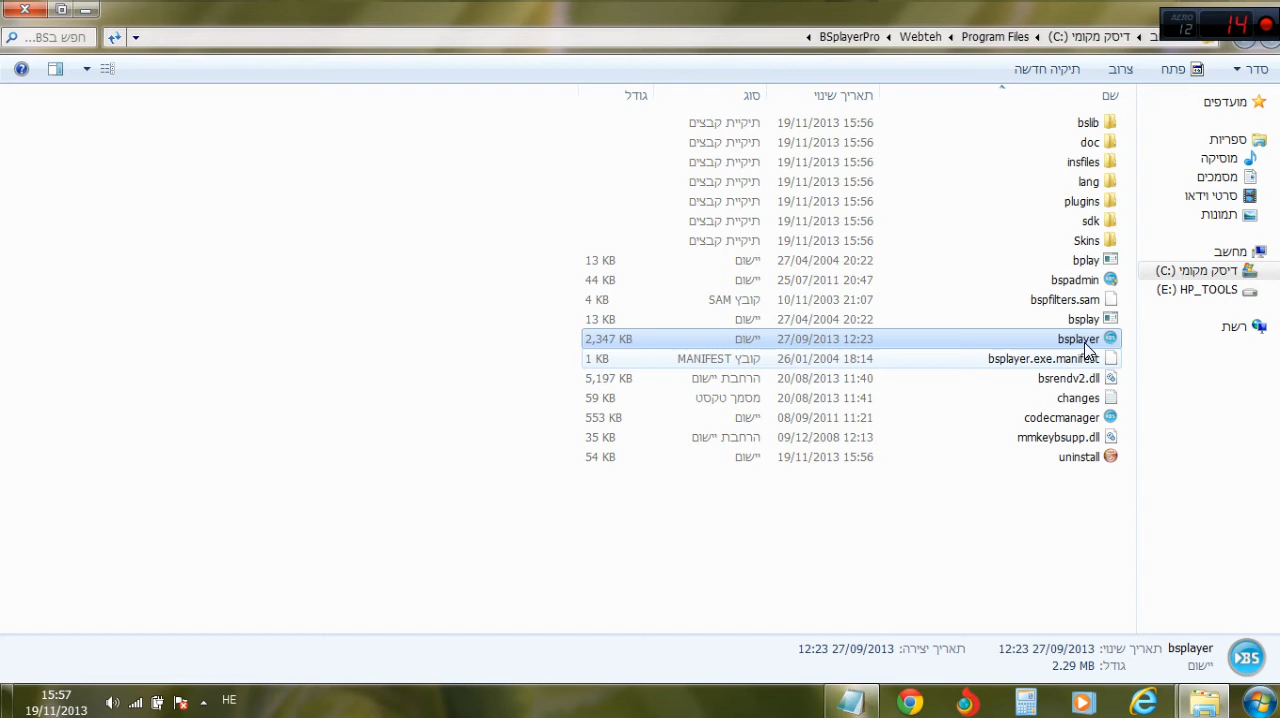 AERO
12
14
BSplayerPro ◂ Webteh ◂ Program Files ◂ דיסק מקומי (C:) ◂
חפש בBS...
סדר
פתח
צרוב
תיקיה חדשה
שם
תאריך שינוי
סוג
גודל
bslib 19/11/2013 15:56 תיקיית קבצים
doc 19/11/2013 15:56 תיקיית קבצים
insfiles 19/11/2013 15:56 תיקיית קבצים
lang 19/11/2013 15:56 תיקיית קבצים
plugins 19/11/2013 15:56 תיקיית קבצים
sdk 19/11/2013 15:56 תיקיית קבצים
Skins 19/11/2013 15:56 תיקיית קבצים
bplay 27/04/2004 20:22 יישום 13 KB
bspadmin 25/07/2011 20:47 יישום 44 KB
bspfilters.sam 10/11/2003 21:07 קובץ SAM 4 KB
bsplay 27/04/2004 20:22 יישום 13 KB
bsplayer 27/09/2013 12:23 יישום 2,347 KB
bsplayer.exe.manifest 26/01/2004 18:14 קובץ MANIFEST 1 KB
bsrendv2.dll 20/08/2013 11:40 הרחבת יישום 5,197 KB
changes 20/08/2013 11:41 מסמך טקסט 59 KB
codecmanager 08/09/2011 11:21 יישום 553 KB
mmkeybsupp.dll 09/12/2008 12:13 הרחבת יישום 35 KB
uninstall 19/11/2013 15:56 יישום 54 KB
מועדפים
ספריות
מוסיקה
מסמכים
סרטי וידאו
תמונות
מחשב
דיסק מקומי (C:)
HP_TOOLS (E:)
רשת
bsplayer תאריך שינוי: 27/09/2013 12:23 תאריך יצירה: 27/09/2013 12:23
יישום גודל: 2.29 MB
BS
HE
15:57
19/11/2013